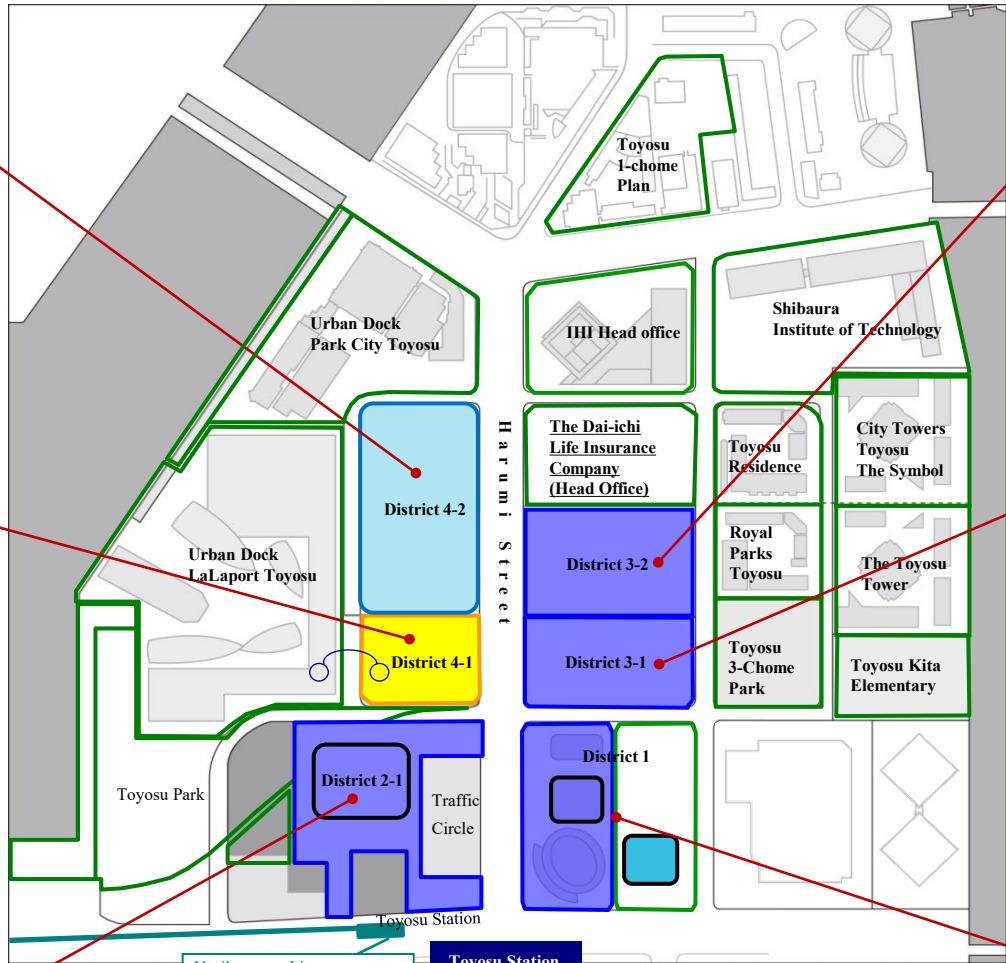 Toyosu
1-chome
Plan
Urban Dock
Park City Toyosu
IHI Head office
Shibaura
Institute of Technology
Harumi Street
The Dai-ichi
Life Insurance
Company
(Head Office)
Toyosu
Residence
City Towers
Toyosu
The Symbol
District 4-2
Urban Dock
LaLaport Toyosu
District 3-2
Royal
Parks
Toyosu
The Toyosu
Tower
District 4-1
District 3-1
Toyosu
3-Chome
Park
Toyosu Kita
Elementary
Toyosu Park
District 2-1
Traffic
Circle
District 1
Toyosu Station
Toyosu Station